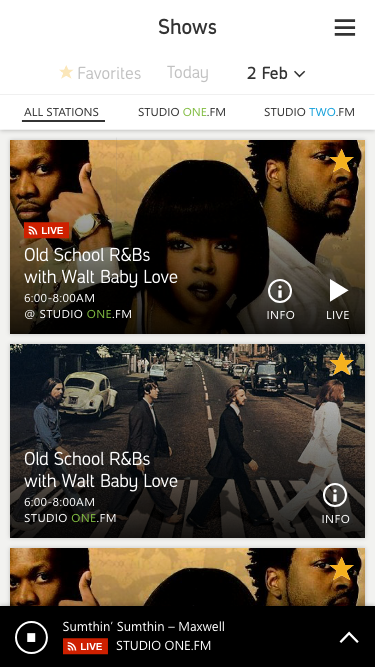 Shows
Favorites Today 2 Feb
ALL STATIONS STUDIO ONE.FM STUDIO TWO.FM
LIVE
Old School R&Bs
with Walt Baby Love
6:00-8:00AM
@ STUDIO ONE.FM
INFO LIVE
Old School R&Bs
with Walt Baby Love
6:00-8:00AM
STUDIO ONE.FM
INFO
Sumthin’ Sumthin – Maxwell
LIVE STUDIO ONE.FM